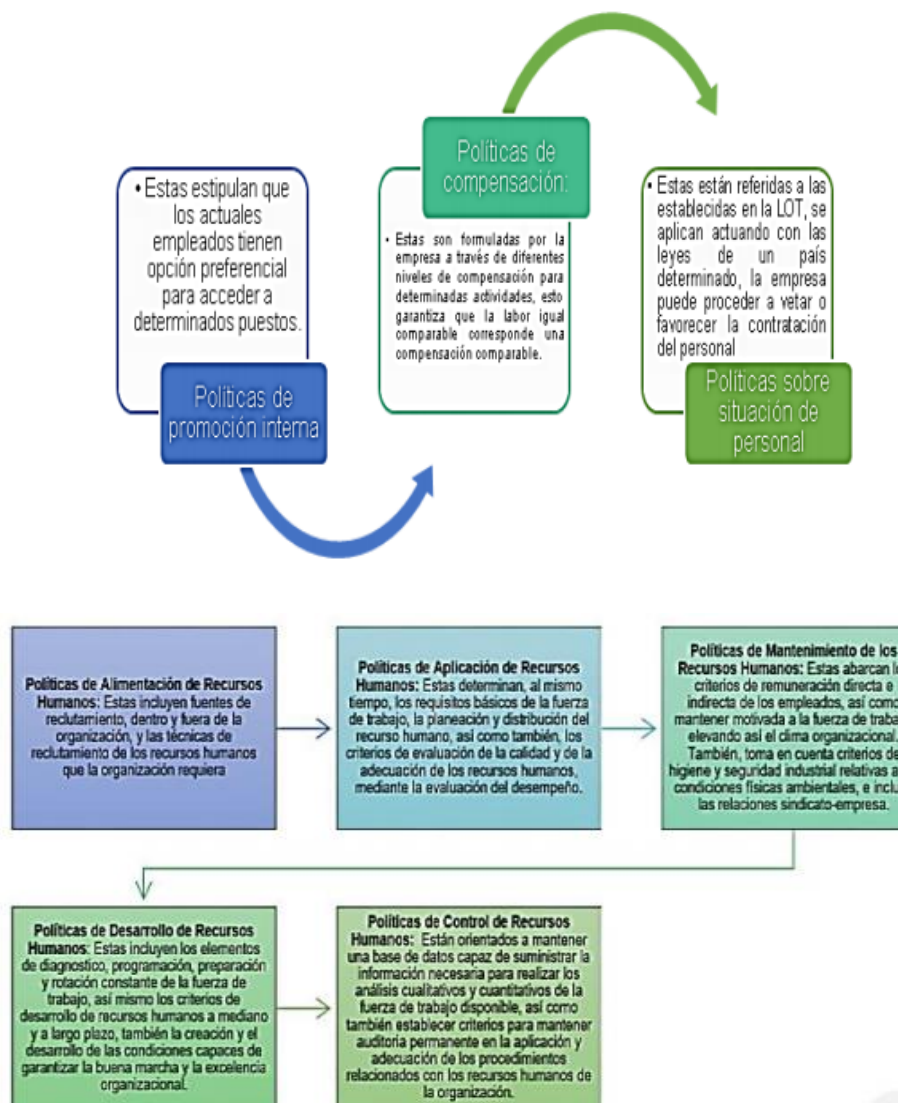 • Estas estipulan que
los actuales
empleados tienen
opción preferencial
para acceder a
determinados puestos.
Políticas de
promoción interna
Políticas de
compensación:
• Estas son formuladas por la
empresa a través de diferentes
niveles de compensación para
determinadas actividades, esto
garantiza que la labor igual
comparable corresponde una
compensación comparable.
• Estas están referidas a las
establecidas en la LOT, se
aplican actuando con las
leyes de un país
determinado, la empresa
puede proceder a vetar o
favorecer la contratación
del personal
Políticas sobre
situación de
personal
Políticas de Alimentación de Recursos
Humanos: Estas incluyen fuentes de
reclutamiento, dentro y fuera de la
organización, y las técnicas de
reclutamiento de los recursos humanos
que la organización requiera
Políticas de Aplicación de Recursos
Humanos: Estas determinan, al mismo
tiempo, los requisitos básicos de la fuerza
de trabajo, la planeación y distribución del
recurso humano, así como también, los
criterios de evaluación de la calidad y de la
adecuación de los recursos humanos,
mediante la evaluación del desempeño.
Políticas de Mantenimiento de los
Recursos Humanos: Estas abarcan
criterios de remuneración directa e
indirecta de los empleados, así como
mantener motivada a la fuerza de
elevando así el clima organizacional.
También, toma en cuenta criterios de
higiene y seguridad industrial relativas
condiciones físicas ambientales, e
las relaciones sindicato-empresa.
Políticas de Desarrollo de Recursos
Humanos: Estas incluyen los elementos
de diagnostico, programación, preparación
y rotación constante de la fuerza de
trabajo, así mismo los criterios de
desarrollo de recursos humanos a mediano
y a largo plazo, también la creación y el
desarrollo de las condiciones capaces de
garantizar la buena marcha y la excelencia
organizacional.
Políticas de Control de Recursos
Humanos: Están orientados a mantener
una base de datos capaz de suministrar la
información necesaria para realizar los
análisis cualitativos y cuantitativos de la
fuerza de trabajo disponible, así como
también establecer criterios para mantener
auditoria permanente en la aplicación y
adecuación de los procedimientos
relacionados con los recursos humanos de
la organización.